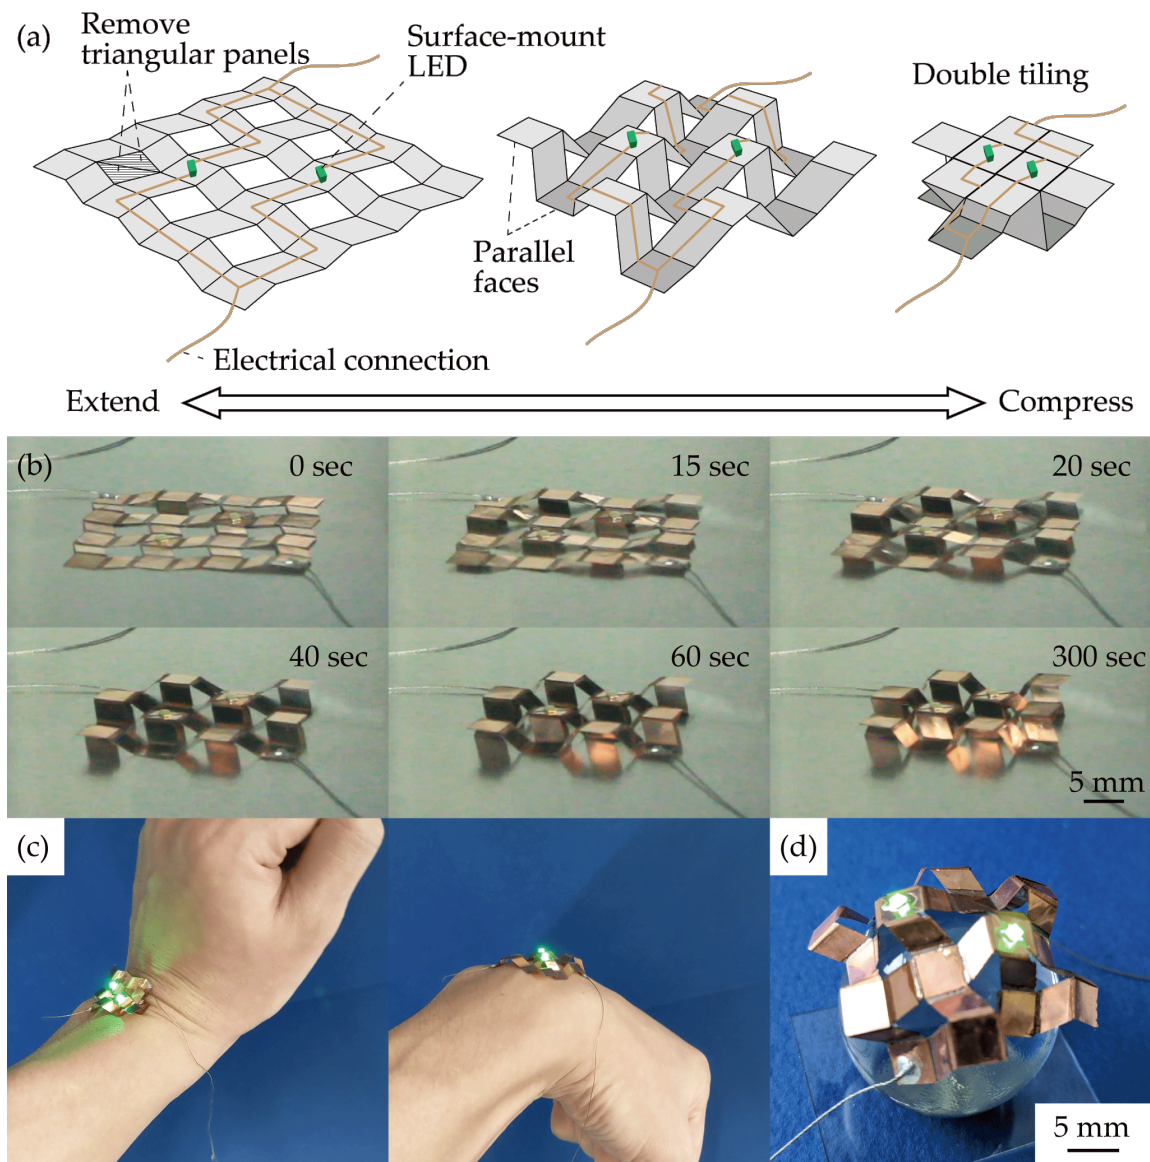 (a)
Remove
triangular panels
Surface-mount
LED
Double tiling
Parallel
faces
Electrical connection
Extend
Compress
(b)
0 sec
15 sec
20 sec
40 sec
60 sec
300 sec
5 mm
(c)
(d)
5 mm